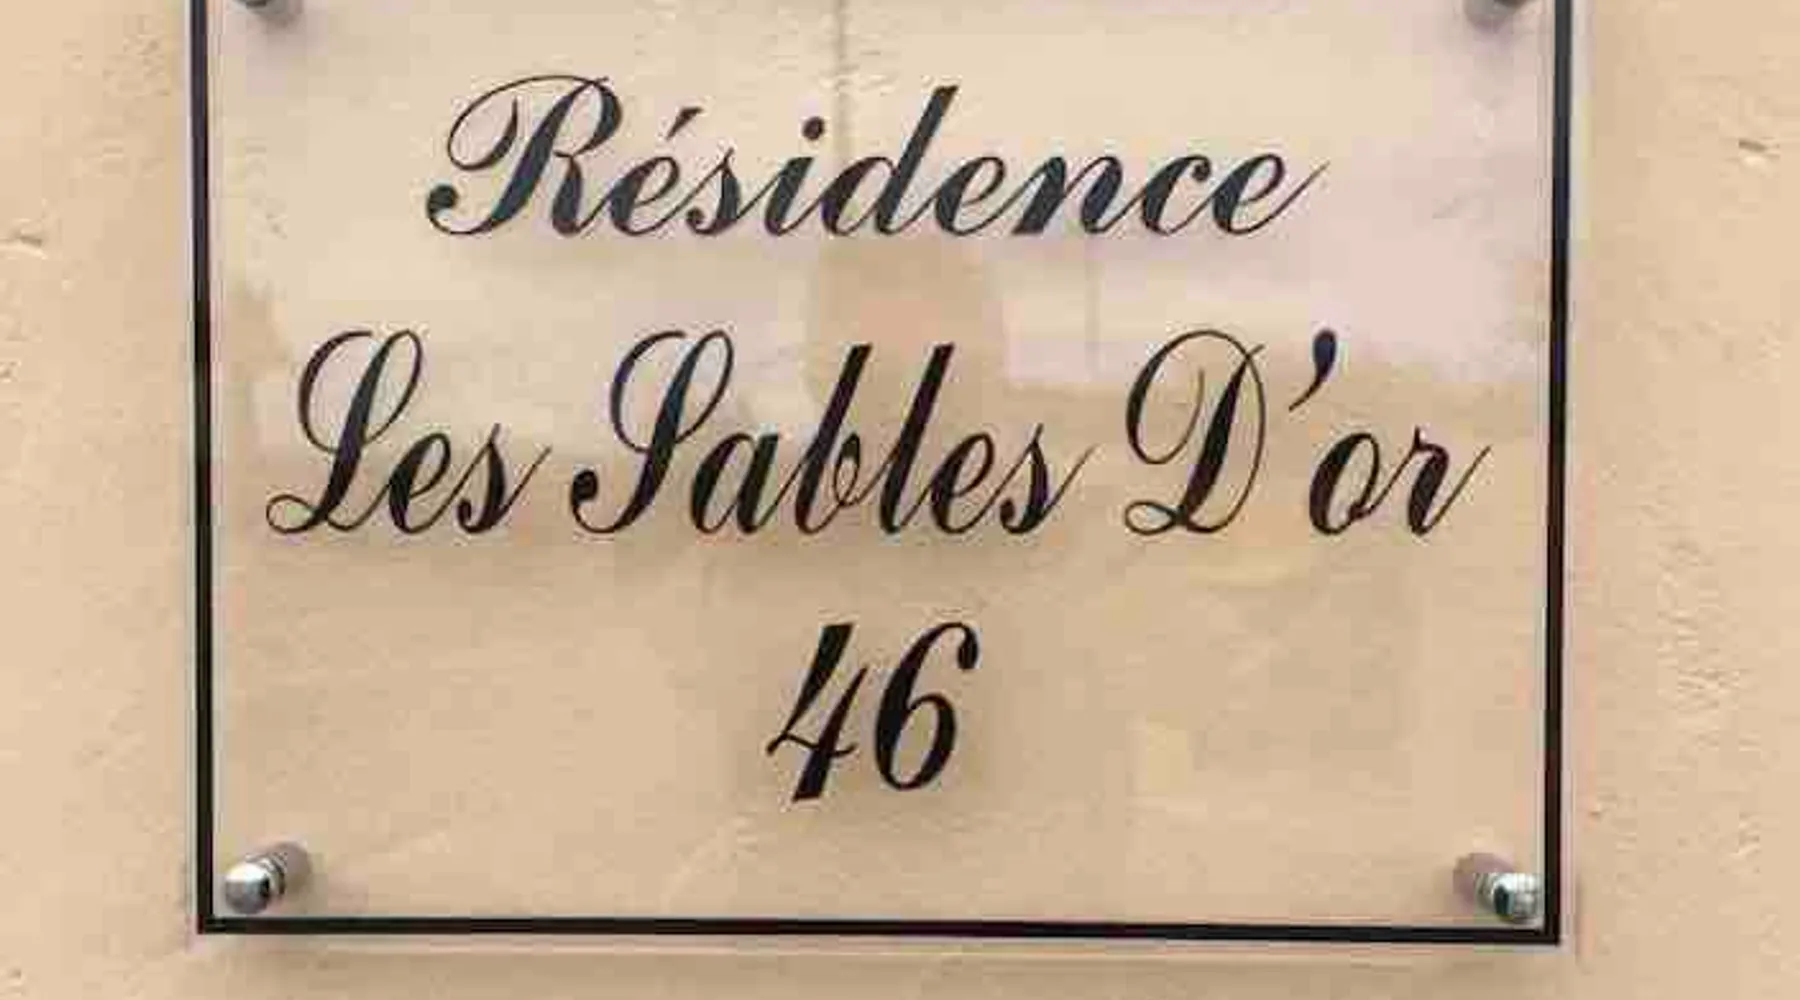 Résidence
Les Sables D'or
46